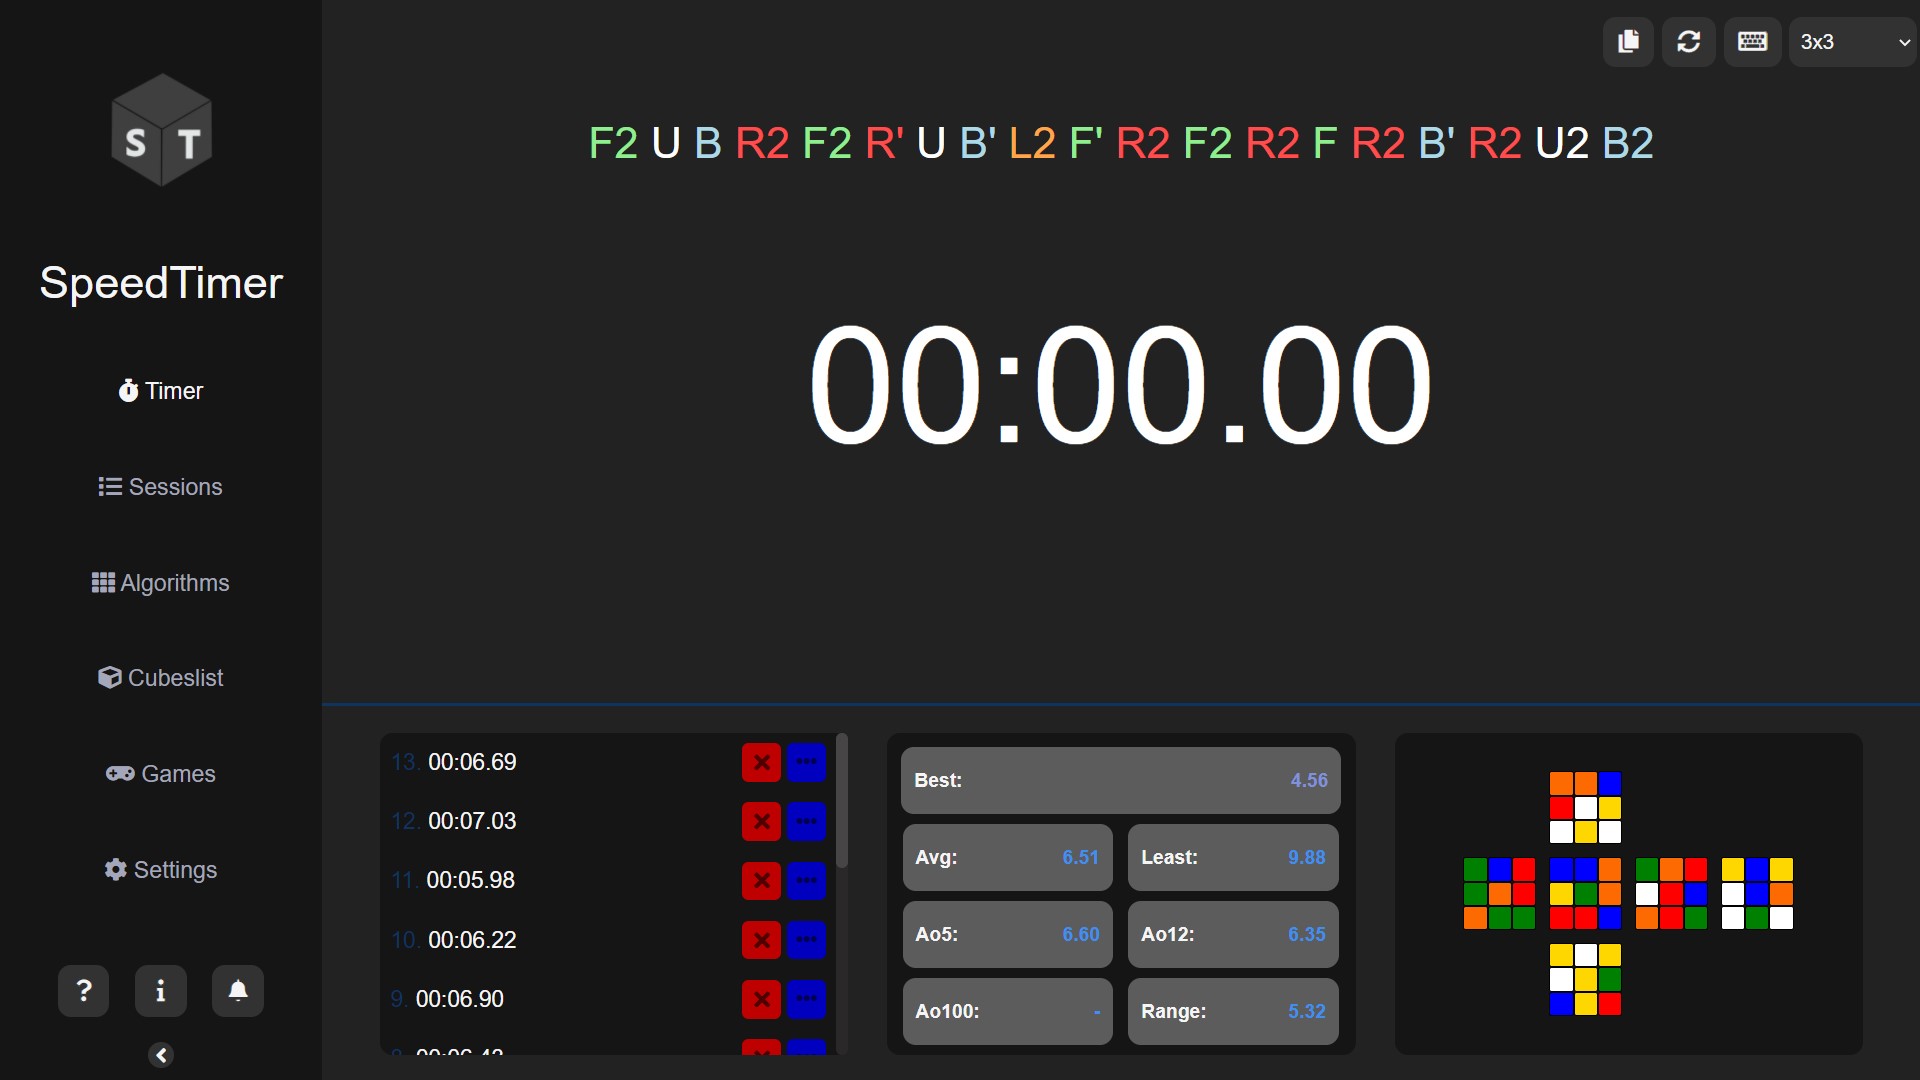 3x3
S T
F2 U B R2 F2 R' U B' L2 F' R2 F2 R2 F R2 B' R2 U2 B2
SpeedTimer
00:00.00
Timer
Sessions
Algorithms
Cubeslist
Games
Settings
?
i
13. 00:06.69
12. 00:07.03
11. 00:05.98
10. 00:06.22
9. 00:06.90
Best: 4.56
Avg: 6.51
Least: 9.88
Ao5: 6.60
Ao12: 6.35
Ao100: -
Range: 5.32